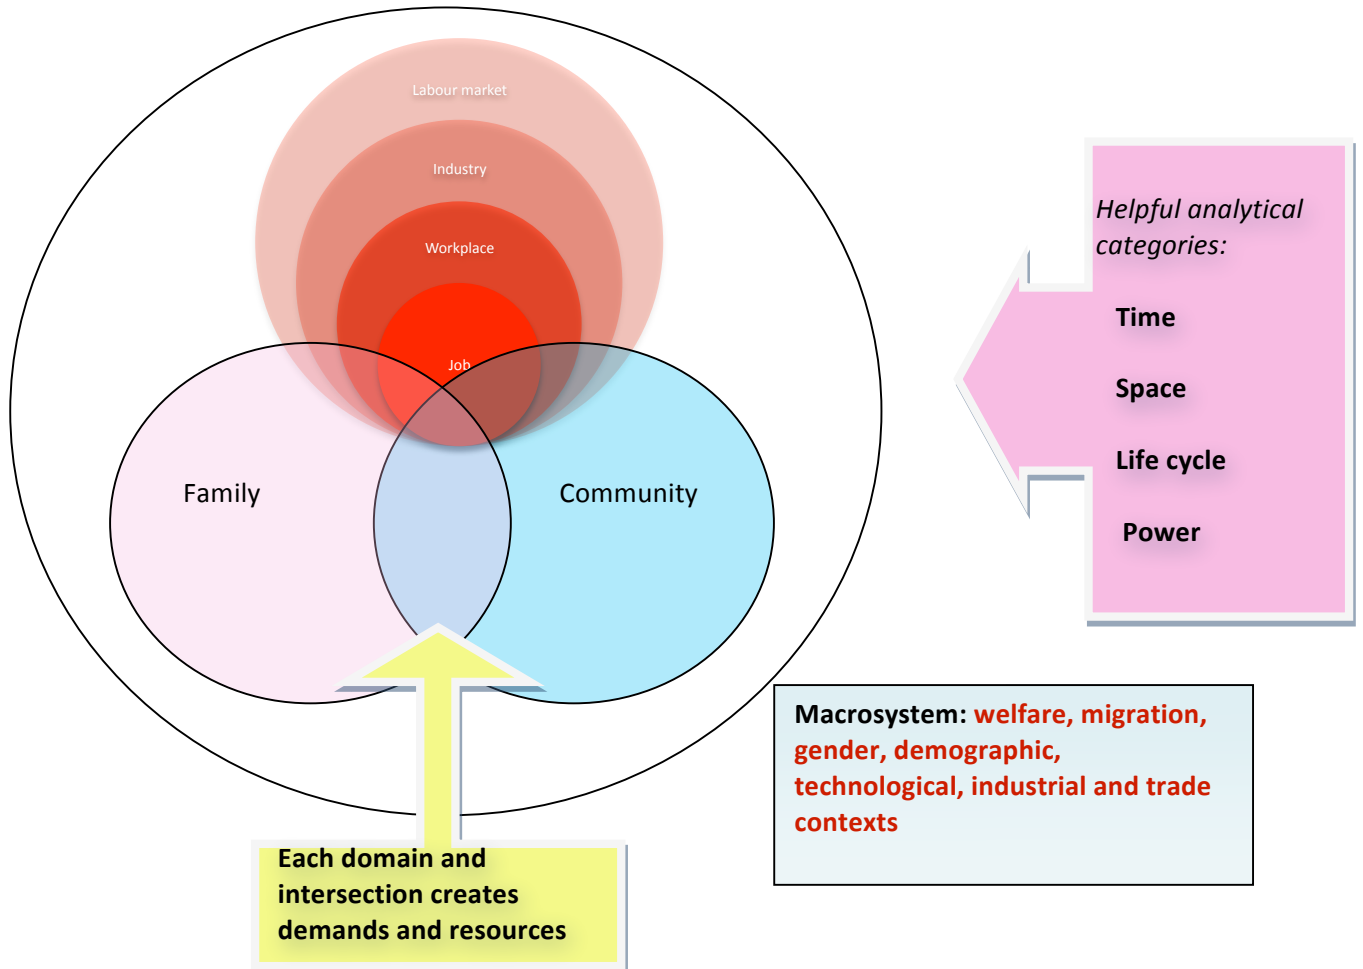 Labour market
Industry
Workplace
Job
Family
Community
Helpful analytical
categories:
Time
Space
Life cycle
Power
Macrosystem: welfare, migration,
gender, demographic,
technological, industrial and trade
contexts
Each domain and
intersection creates
demands and resources